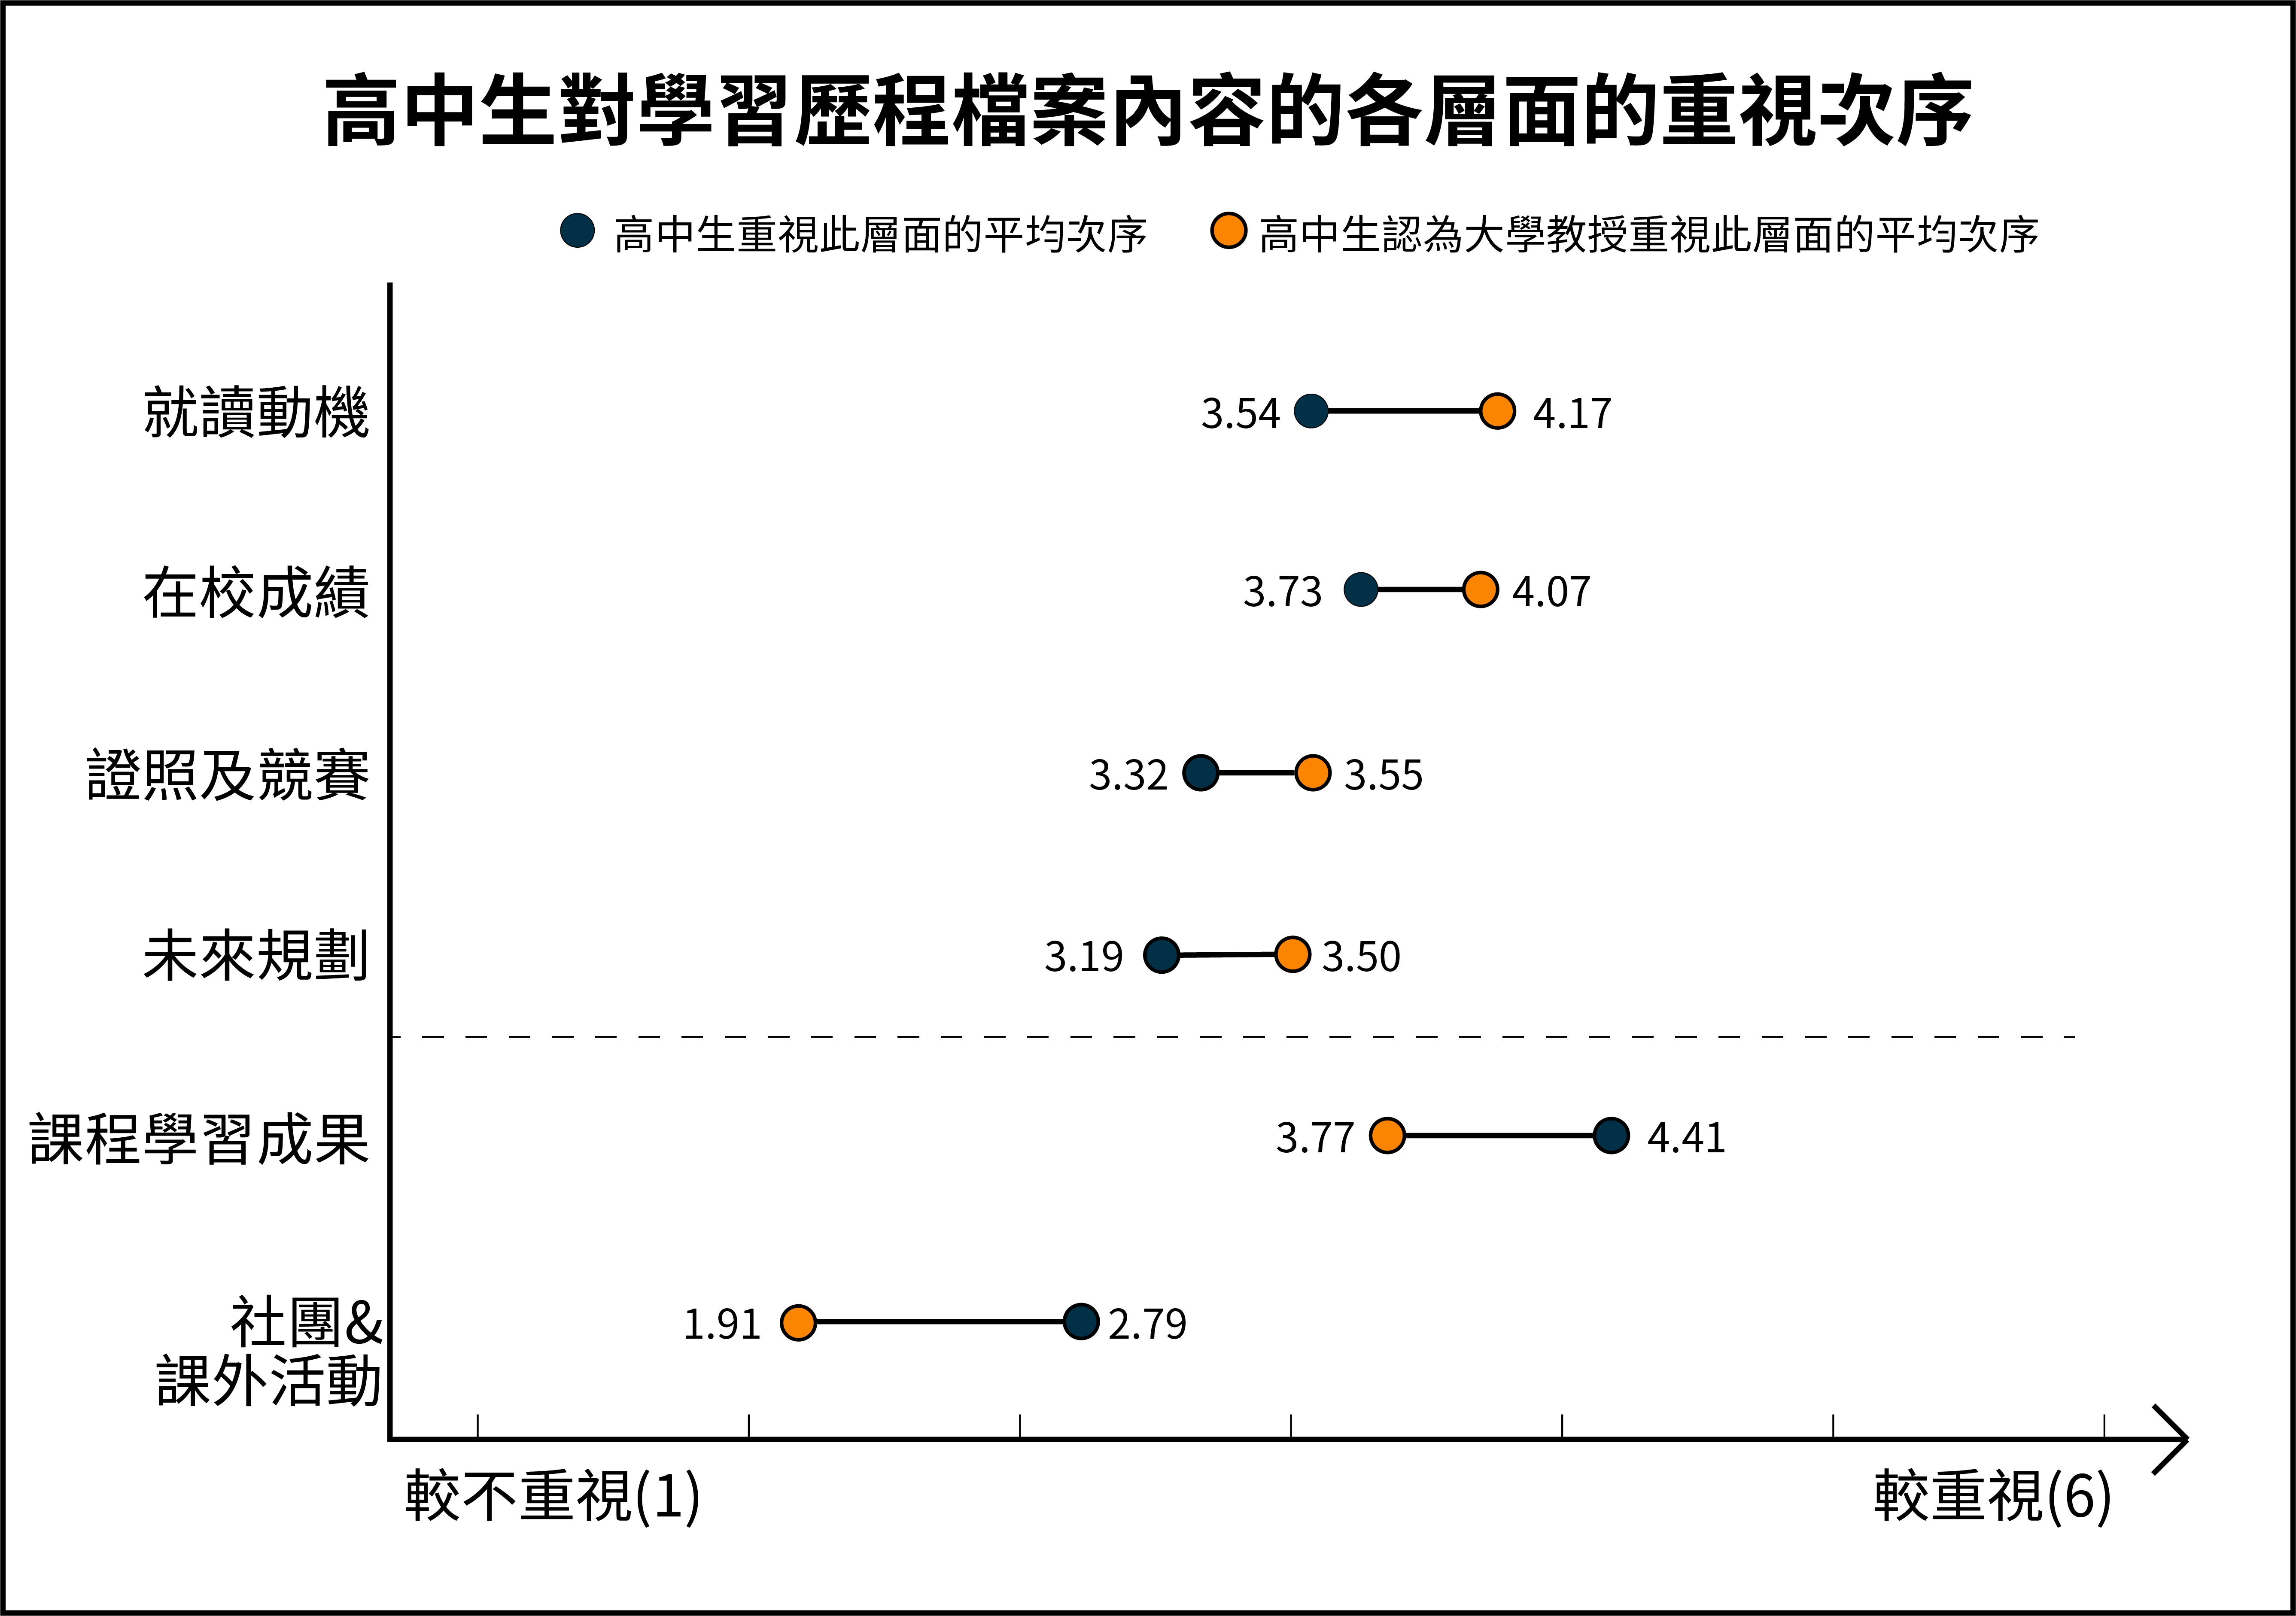 高中生對學習歷程檔案內容的各層面的重視次序
高中生重視此層面的平均次序 高中生認為大學教授重視此層面的平均次序
就讀動機 3.54 4.17
在校成績 3.73 4.07
證照及競賽 3.32 3.55
未來規劃 3.19 3.50
課程學習成果 3.77 4.41
社團&
課外活動
1.91 2.79
較不重視(1) 較重視(6)